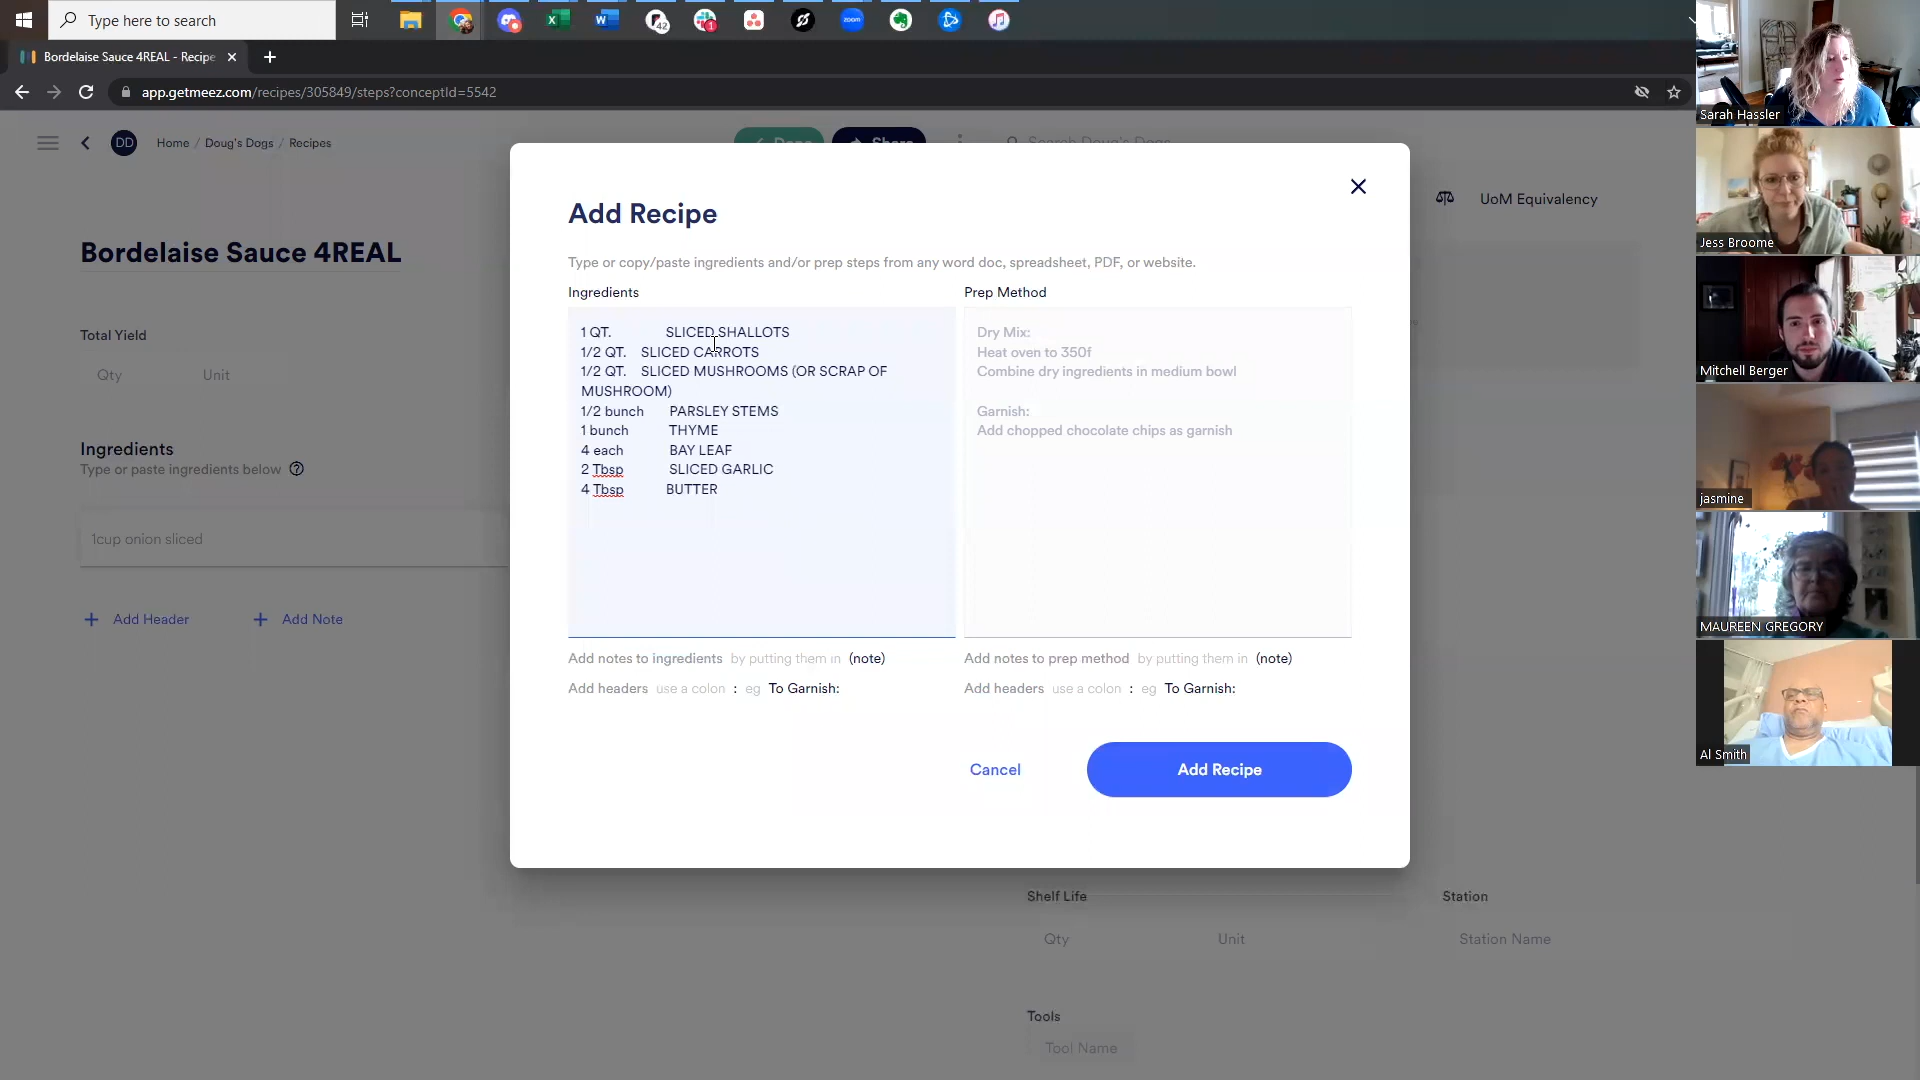 Type here to search
42
1
zoom
Bordelaise Sauce 4REAL - Recipe
app.getmeez.com/recipes/305849/steps?conceptId=5542
DD
Home / Doug's Dogs / Recipes
Done
Share
Search Doug's Dogs
UoM Equivalency
Bordelaise Sauce 4REAL
Total Yield
Qty Unit
Ingredients
Type or paste ingredients below
1cup onion sliced
Add Header
Add Note
Add Recipe
Type or copy/paste ingredients and/or prep steps from any word doc, spreadsheet, PDF, or website.
Ingredients
1 QT. SLICED SHALLOTS
1/2 QT. SLICED CARROTS
1/2 QT. SLICED MUSHROOMS (OR SCRAP OF
MUSHROOM)
1/2 bunch PARSLEY STEMS
1 bunch THYME
4 each BAY LEAF
2 Tbsp SLICED GARLIC
4 Tbsp BUTTER
Add notes to ingredients by putting them in (note)
Add headers use a colon : eg To Garnish:
Prep Method
Dry Mix:
Heat oven to 350f
Combine dry ingredients in medium bowl
Garnish:
Add chopped chocolate chips as garnish
Add notes to prep method by putting them in (note)
Add headers use a colon : eg To Garnish:
Cancel
Add Recipe
Shelf Life
Qty Unit
Station
Station Name
Tools
Tool Name
Sarah Hassler
Jess Broome
Mitchell Berger
jasmine
MAUREEN GREGORY
Al Smith